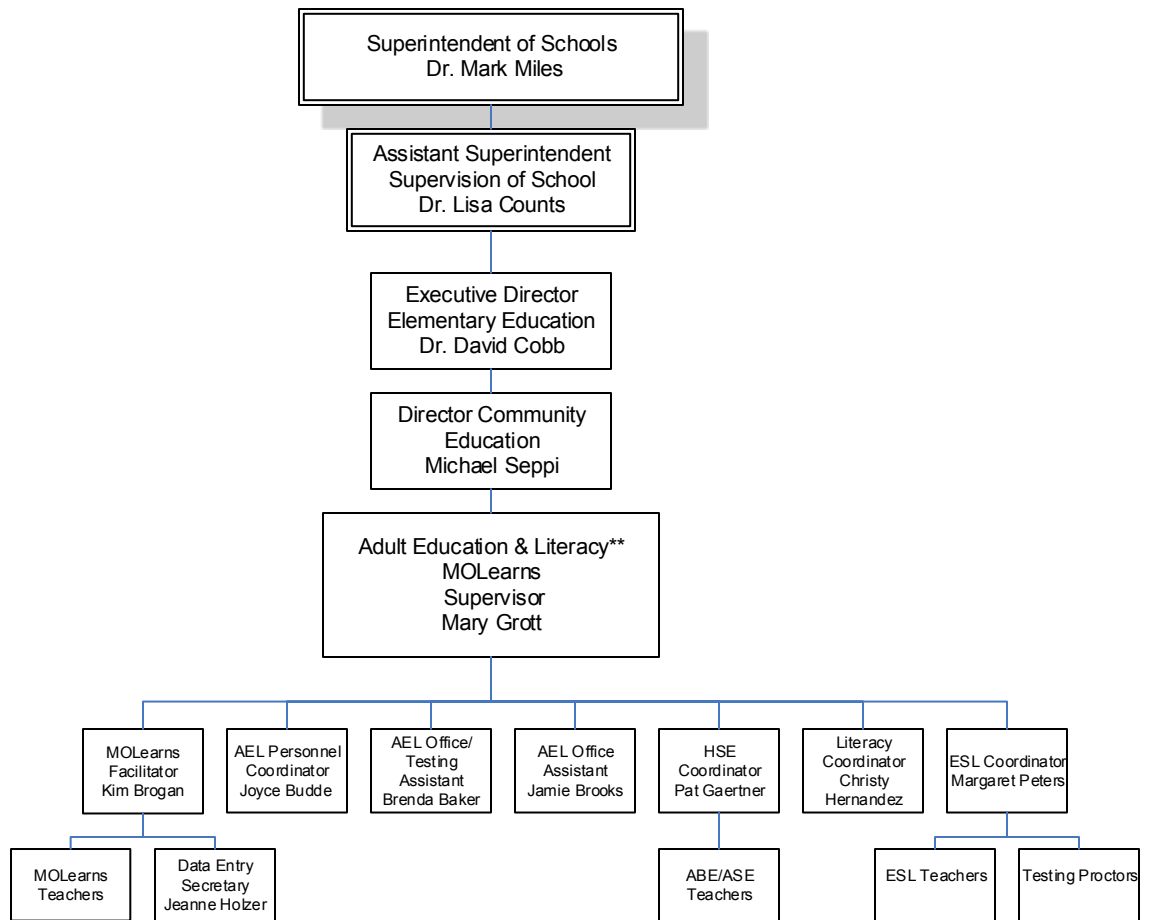 Superintendent of Schools
Dr. Mark Miles
Assistant Superintendent
Supervision of School
Dr. Lisa Counts
Executive Director
Elementary Education
Dr. David Cobb
Director Community
Education
Michael Seppi
Adult Education & Literacy**
MOLearns
Supervisor
Mary Grott
MOLearns
Facilitator
Kim Brogan
AEL Personnel
Coordinator
Joyce Budde
AEL Office/
Testing
Assistant
Brenda Baker
AEL Office
Assistant
Jamie Brooks
HSE
Coordinator
Pat Gaertner
Literacy
Coordinator
Christy
Hernandez
ESL Coordinator
Margaret Peters
MOLearns
Teachers
Data Entry
Secretary
Jeanne Holzer
ABE/ASE
Teachers
ESL Teachers
Testing Proctors